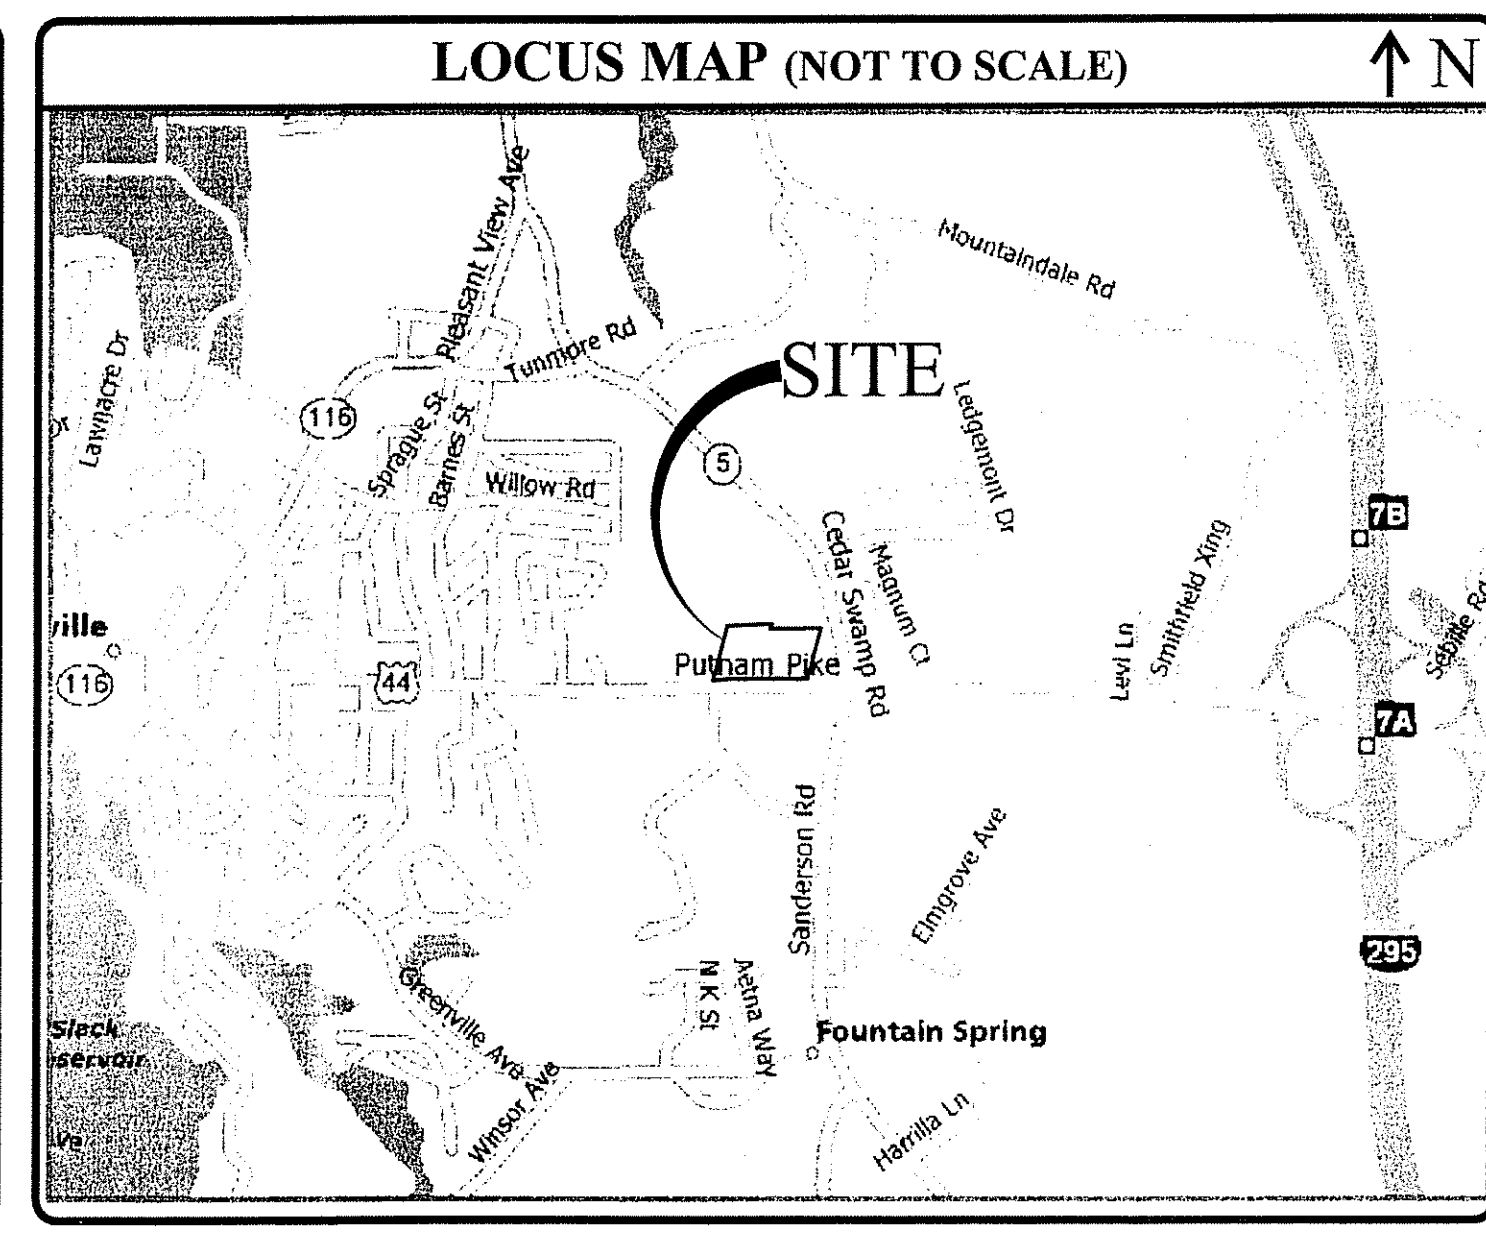 LOCUS MAP (NOT TO SCALE)
N
Pleasant View Ave
Mountaindale Rd
Tunmore Rd
SITE
Lawnacre Dr
116
Sprague St
Barnes St
Willow Rd
5
Ledgemont Dr
7B
Cedar Swamp Rd
Magnum Ct
Smithfield Xing
Levi Ln
ville
116
44
Putnam Pike
7A
Sanderson Rd
Elmgrove Ave
295
Greenville Ave
N K St
Aetna Way
Fountain Spring
Slack
servoir
Winsor Ave
Harrilla Ln